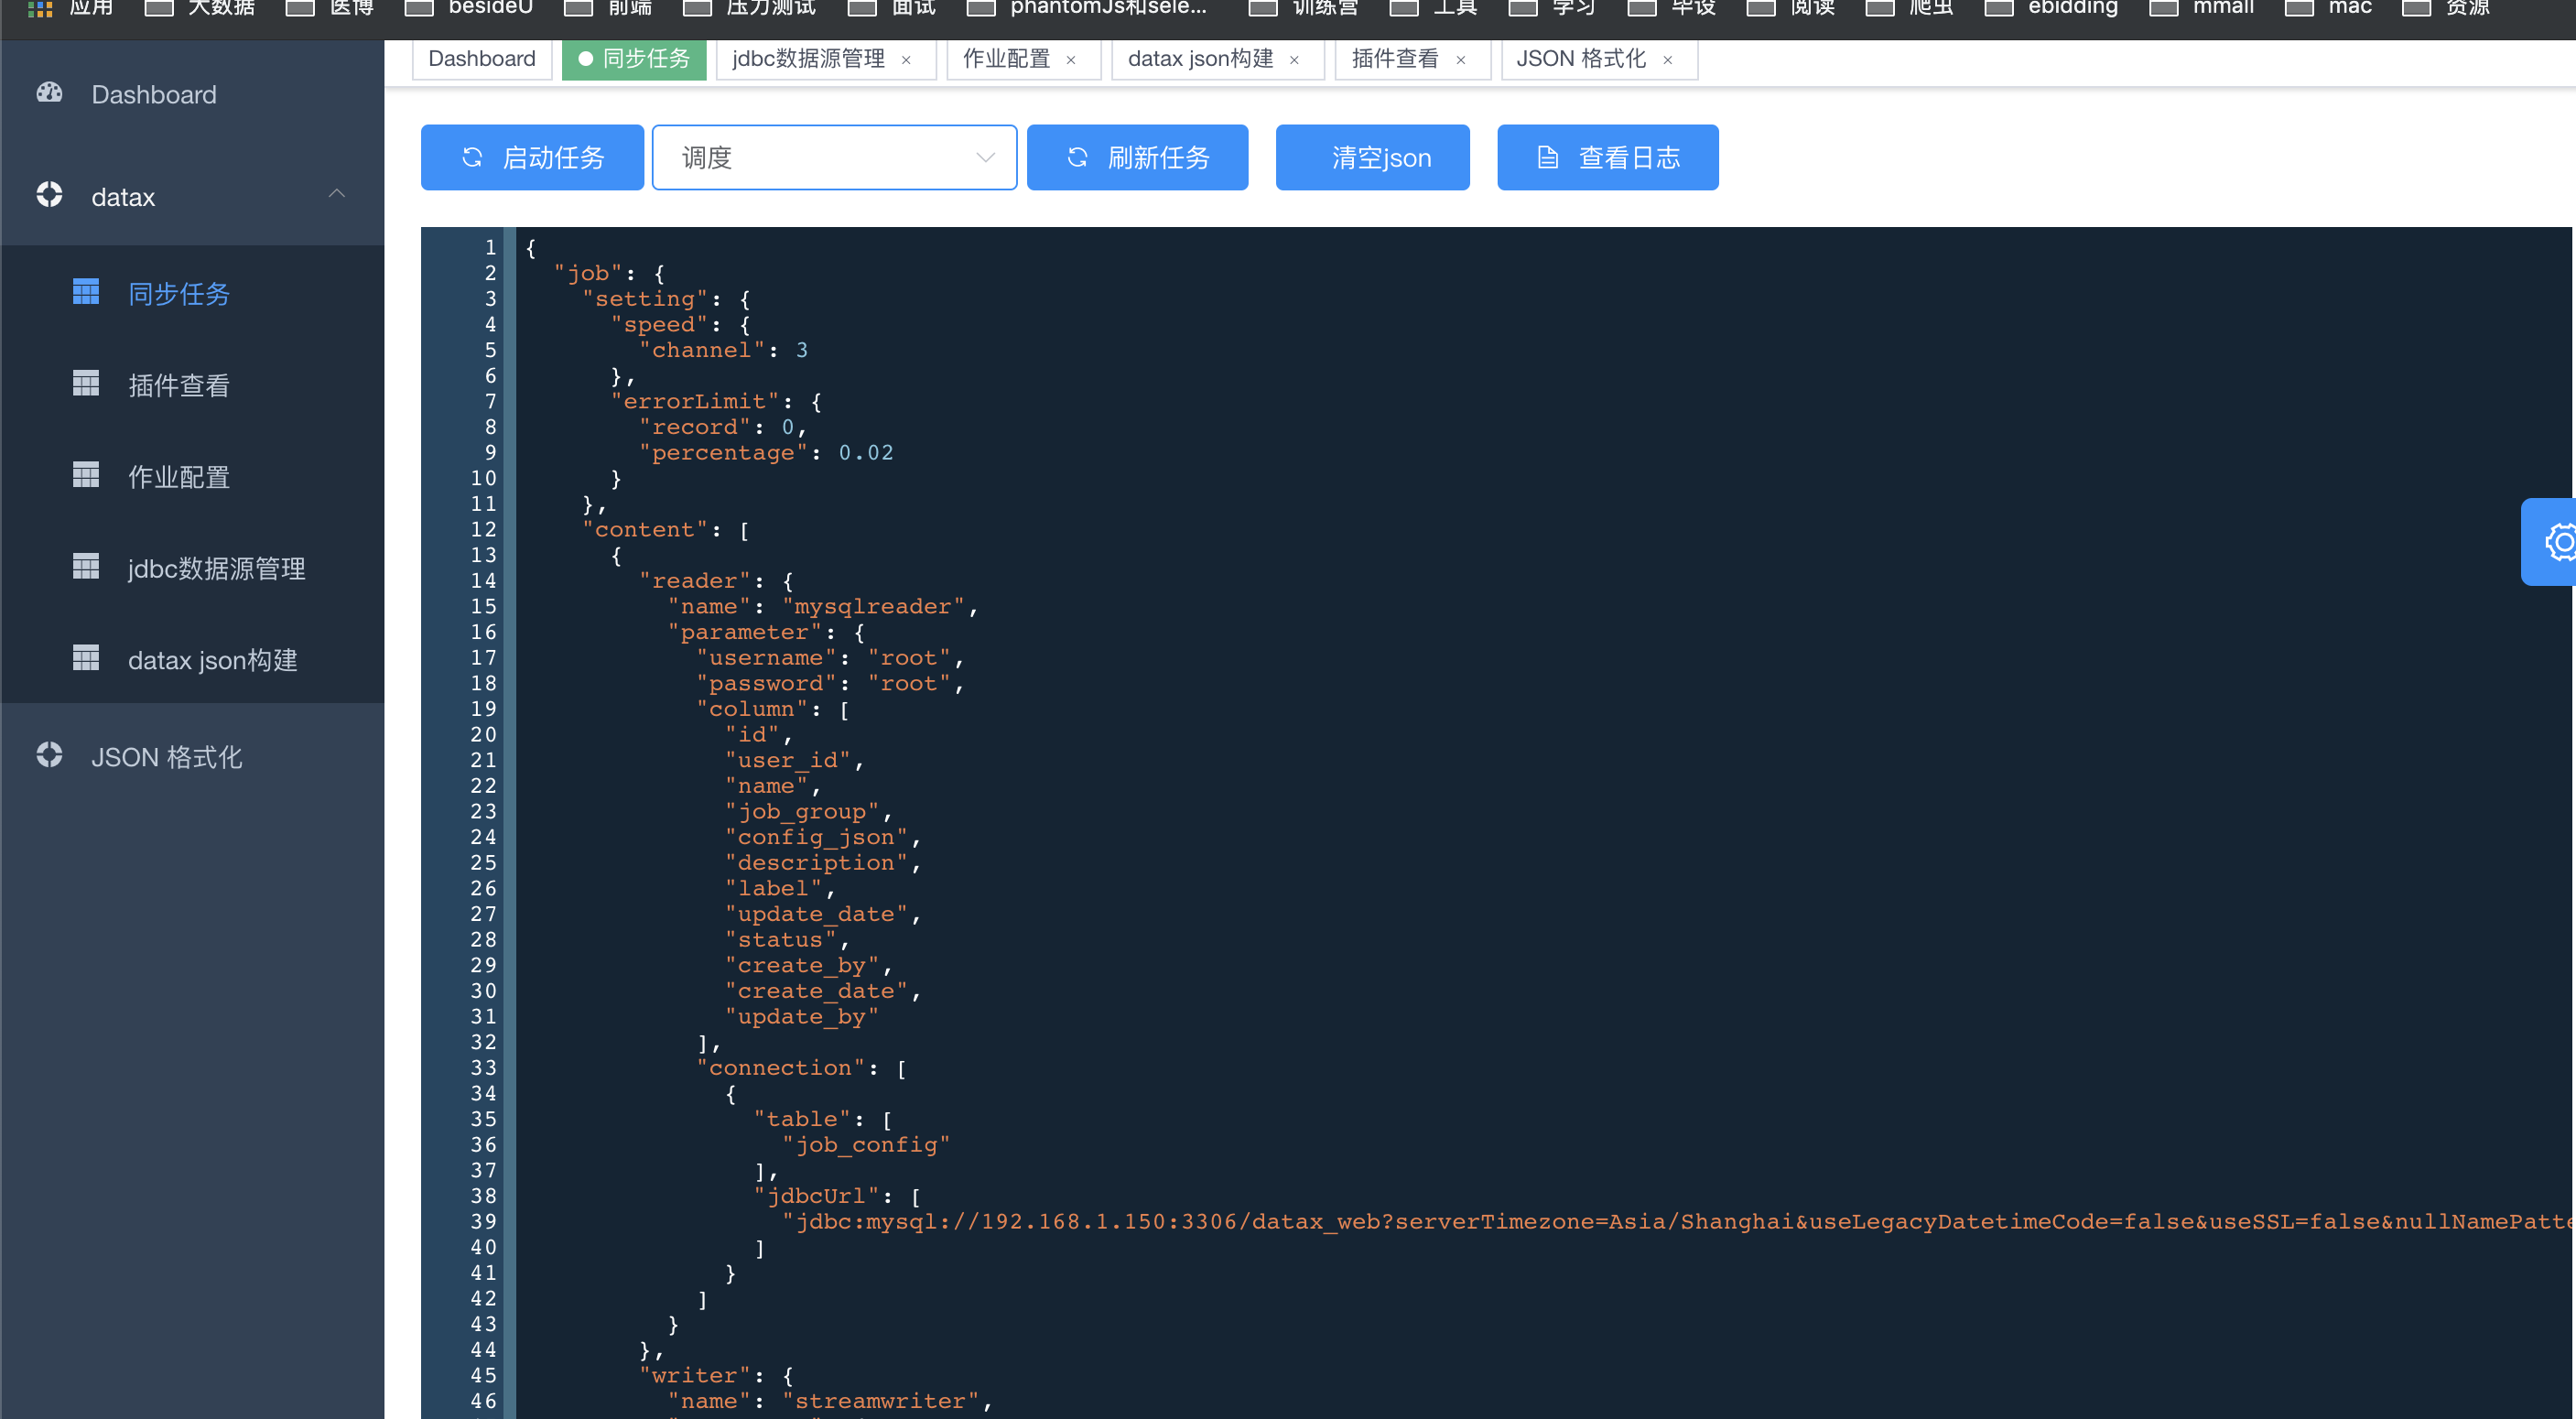 应用 大数据 医博 besideU 前端 压力测试 面试 phantomJs和sele... 训练营 工具 学习 毕设 阅读 爬虫 ebidding mmall mac 资源
Dashboard 同步任务 jdbc数据源管理 × 作业配置 × datax json构建 × 插件查看 × JSON 格式化 ×
Dashboard
datax
同步任务
插件查看
作业配置
jdbc数据源管理
datax json构建
JSON 格式化
启动任务 调度 刷新任务 清空json 查看日志
1 {
2 "job": {
3 "setting": {
4 "speed": {
5 "channel": 3
6 },
7 "errorLimit": {
8 "record": 0,
9 "percentage": 0.02
10 }
11 },
12 "content": [
13 {
14 "reader": {
15 "name": "mysqlreader",
16 "parameter": {
17 "username": "root",
18 "password": "root",
19 "column": [
20 "id",
21 "user_id",
22 "name",
23 "job_group",
24 "config_json",
25 "description",
26 "label",
27 "update_date",
28 "status",
29 "create_by",
30 "create_date",
31 "update_by"
32 ],
33 "connection": [
34 {
35 "table": [
36 "job_config"
37 ],
38 "jdbcUrl": [
39 "jdbc:mysql://192.168.1.150:3306/datax_web?serverTimezone=Asia/Shanghai&useLegacyDatetimeCode=false&useSSL=false&nullNamePatte
40 ]
41 }
42 ]
43 }
44 },
45 "writer": {
46 "name": "streamwriter",